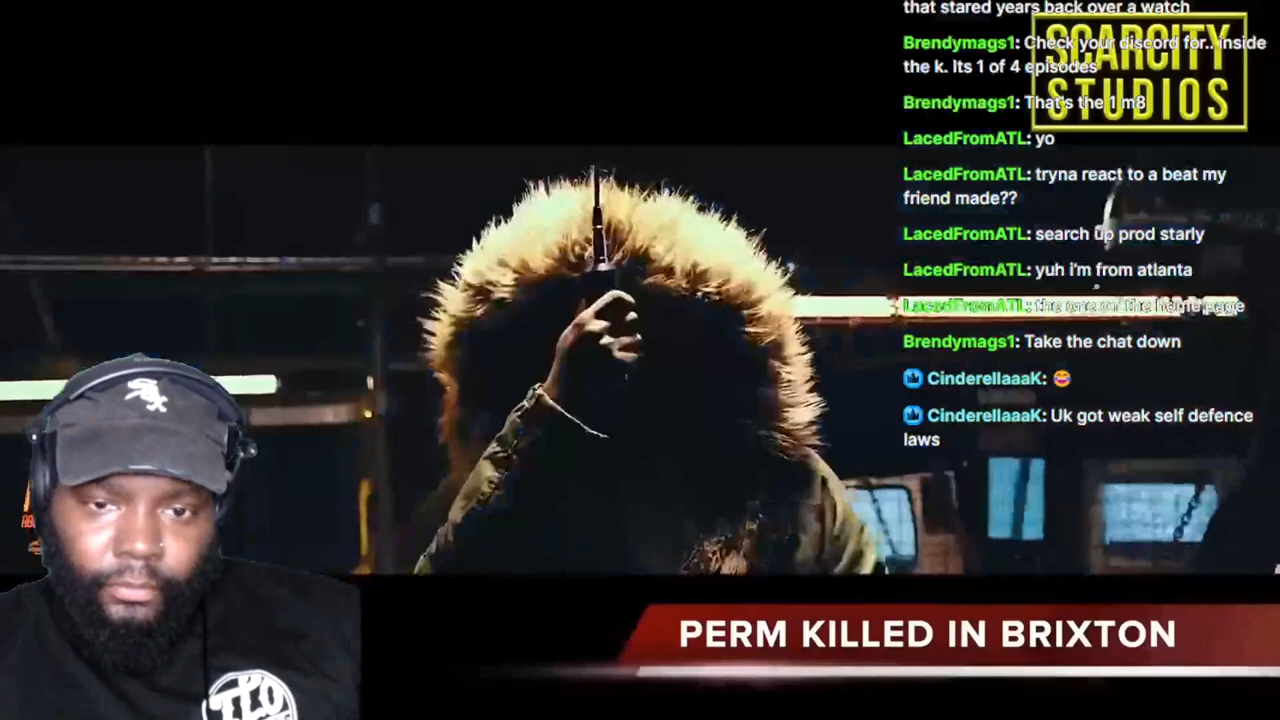 that stared years back over a watch
Brendymags1: Check your discord for.. inside
the k. Its 1 of 4 episodes
SCARCITY
STUDIOS
Brendymags1: That's the 1 m8
LacedFromATL: yo
LacedFromATL: tryna react to a beat my
friend made??
LacedFromATL: search up prod starly
LacedFromATL: yuh i'm from atlanta
LacedFromATL: the one on the home page
Brendymags1: Take the chat down
CinderellaaaK: 😂
CinderellaaaK: Uk got weak self defence
laws
PERM KILLED IN BRIXTON